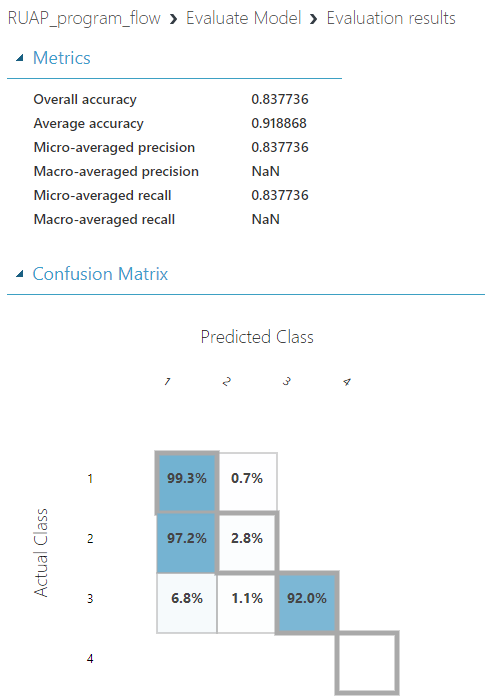 RUAP_program_flow › Evaluate Model › Evaluation results
Metrics
Overall accuracy 0.837736
Average accuracy 0.918868
Micro-averaged precision 0.837736
Macro-averaged precision NaN
Micro-averaged recall 0.837736
Macro-averaged recall NaN
Confusion Matrix
Predicted Class
1 2 3 4
Actual Class
1 99.3% 0.7%
2 97.2% 2.8%
3 6.8% 1.1% 92.0%
4